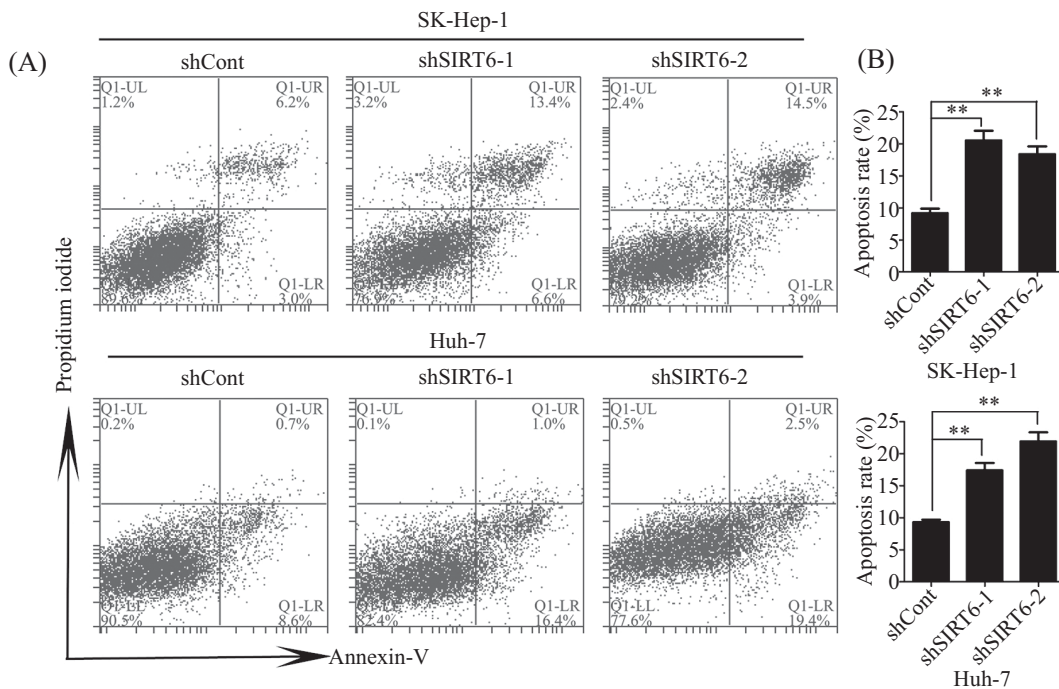 SK-Hep-1
(A)
shCont
shSIRT6-1
shSIRT6-2
Q1-UL
1.2%
Q1-UR
6.2%
89.6%
Q1-LR
3.0%
Q1-UL
3.2%
Q1-UR
13.4%
76.9%
Q1-LR
6.6%
Q1-UL
2.4%
Q1-UR
14.5%
79.2%
Q1-LR
3.9%
Huh-7
shCont
shSIRT6-1
shSIRT6-2
Q1-UL
0.2%
Q1-UR
0.7%
Q1-LL
90.5%
Q1-LR
8.6%
Q1-UL
0.1%
Q1-UR
1.0%
Q1-LL
82.4%
Q1-LR
16.4%
Q1-UL
0.5%
Q1-UR
2.5%
Q1-LL
77.6%
Q1-LR
19.4%
Propidium iodide
Annexin-V
(B)
**
**
25
20
15
10
5
0
Apoptosis rate (%)
shCont
shSIRT6-1
shSIRT6-2
SK-Hep-1
**
**
25
20
15
10
5
0
Apoptosis rate (%)
shCont
shSIRT6-1
shSIRT6-2
Huh-7